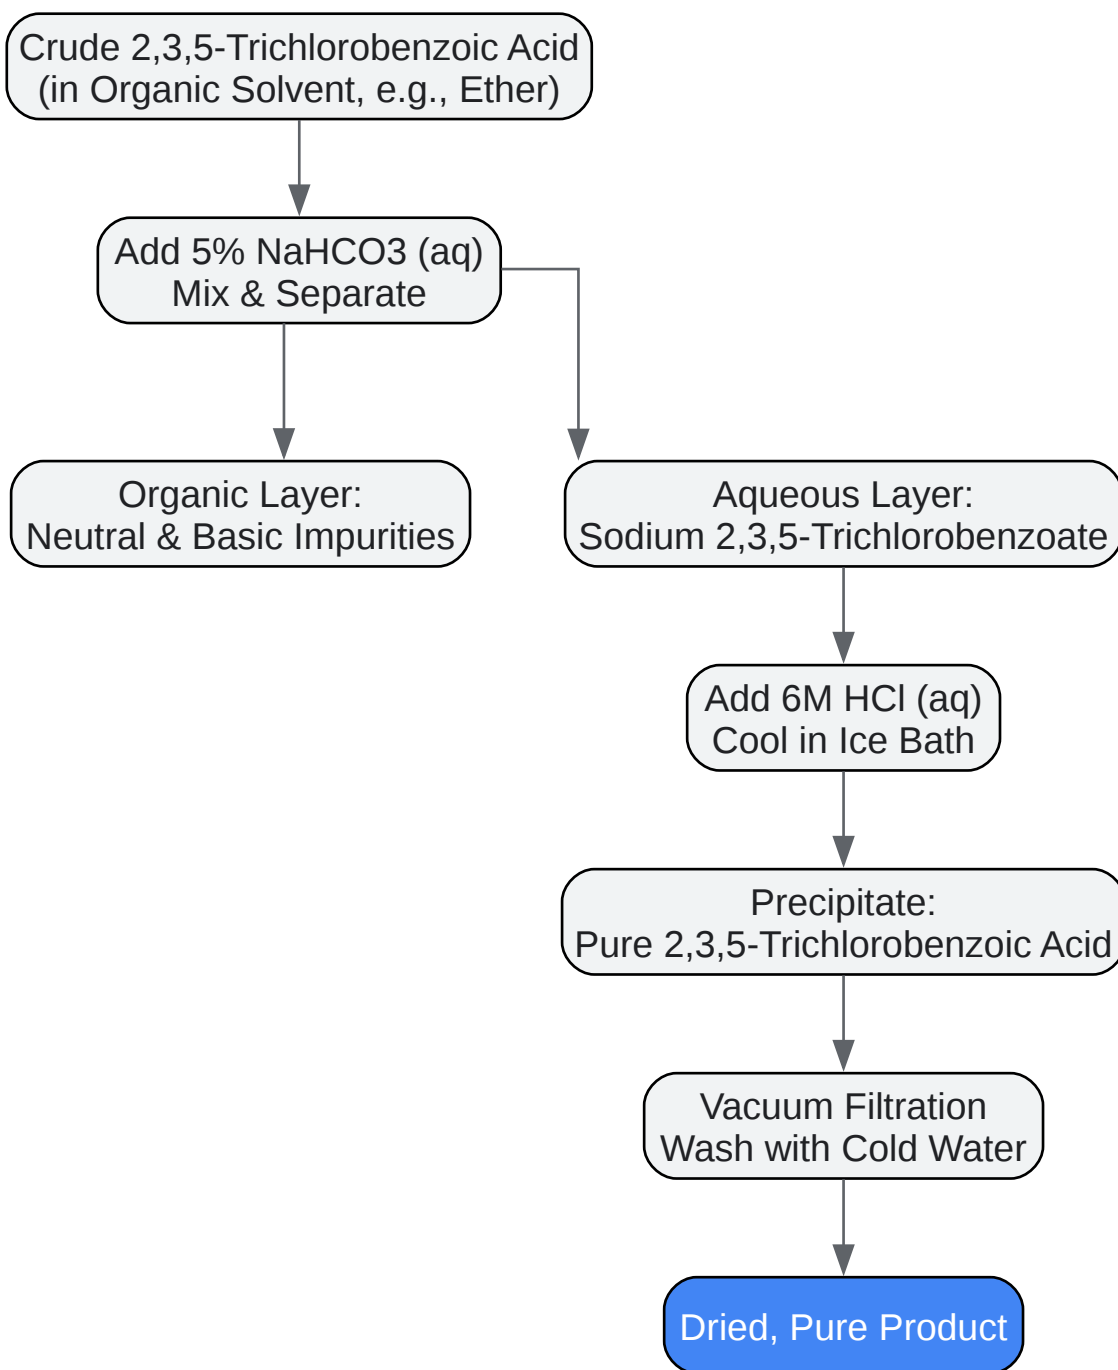 Crude 2,3,5-Trichlorobenzoic Acid
(in Organic Solvent, e.g., Ether)
Add 5% NaHCO3 (aq)
Mix & Separate
Organic Layer:
Neutral & Basic Impurities
Aqueous Layer:
Sodium 2,3,5-Trichlorobenzoate
Add 6M HCl (aq)
Cool in Ice Bath
Precipitate:
Pure 2,3,5-Trichlorobenzoic Acid
Vacuum Filtration
Wash with Cold Water
Dried, Pure Product